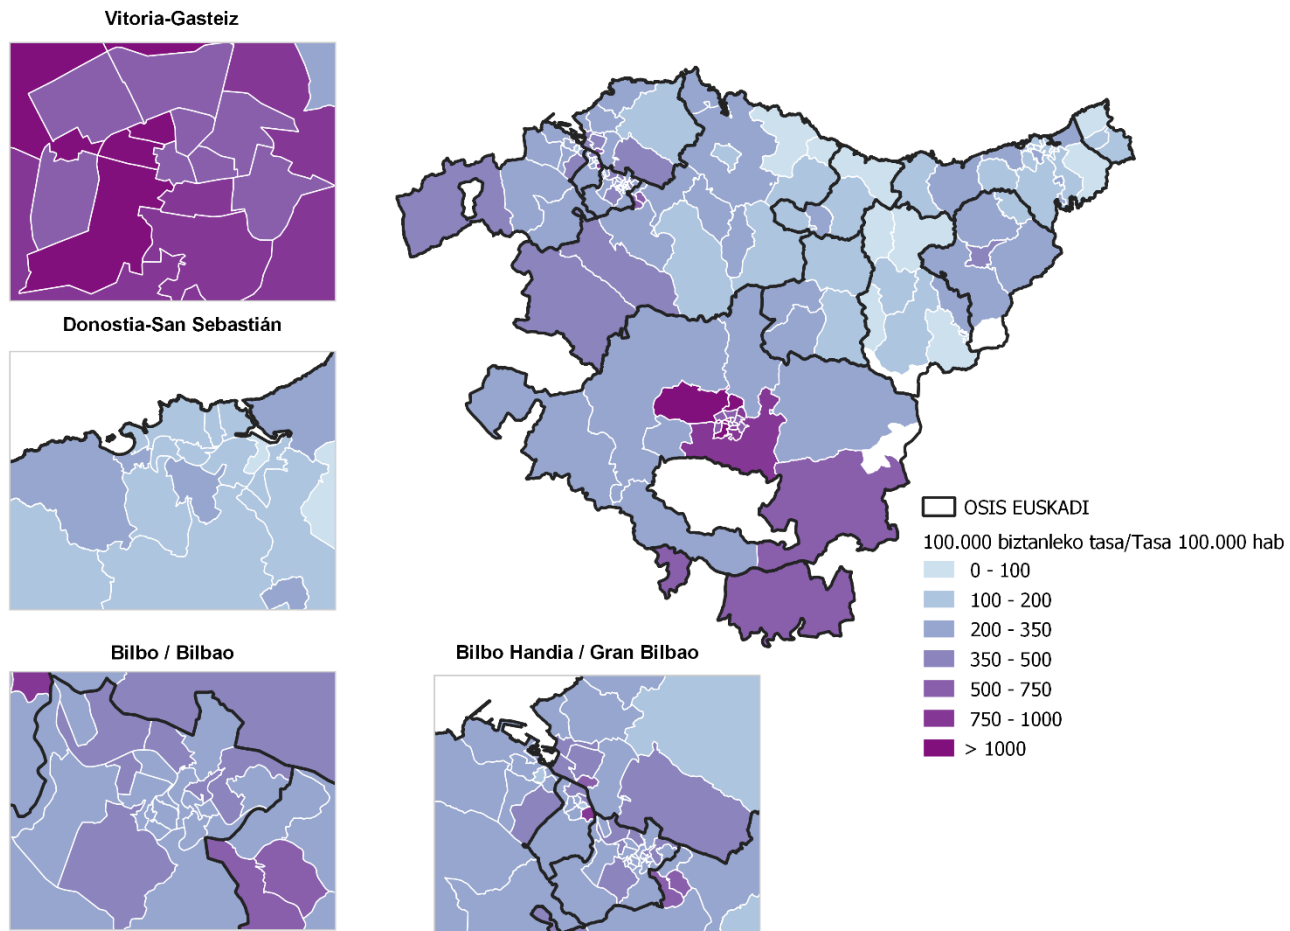 Vitoria-Gasteiz
Donostia-San Sebastián
Bilbo / Bilbao
Bilbo Handia / Gran Bilbao
OSIS EUSKADI
100.000 biztanleko tasa/Tasa 100.000 hab
0 - 100
100 - 200
200 - 350
350 - 500
500 - 750
750 - 1000
> 1000